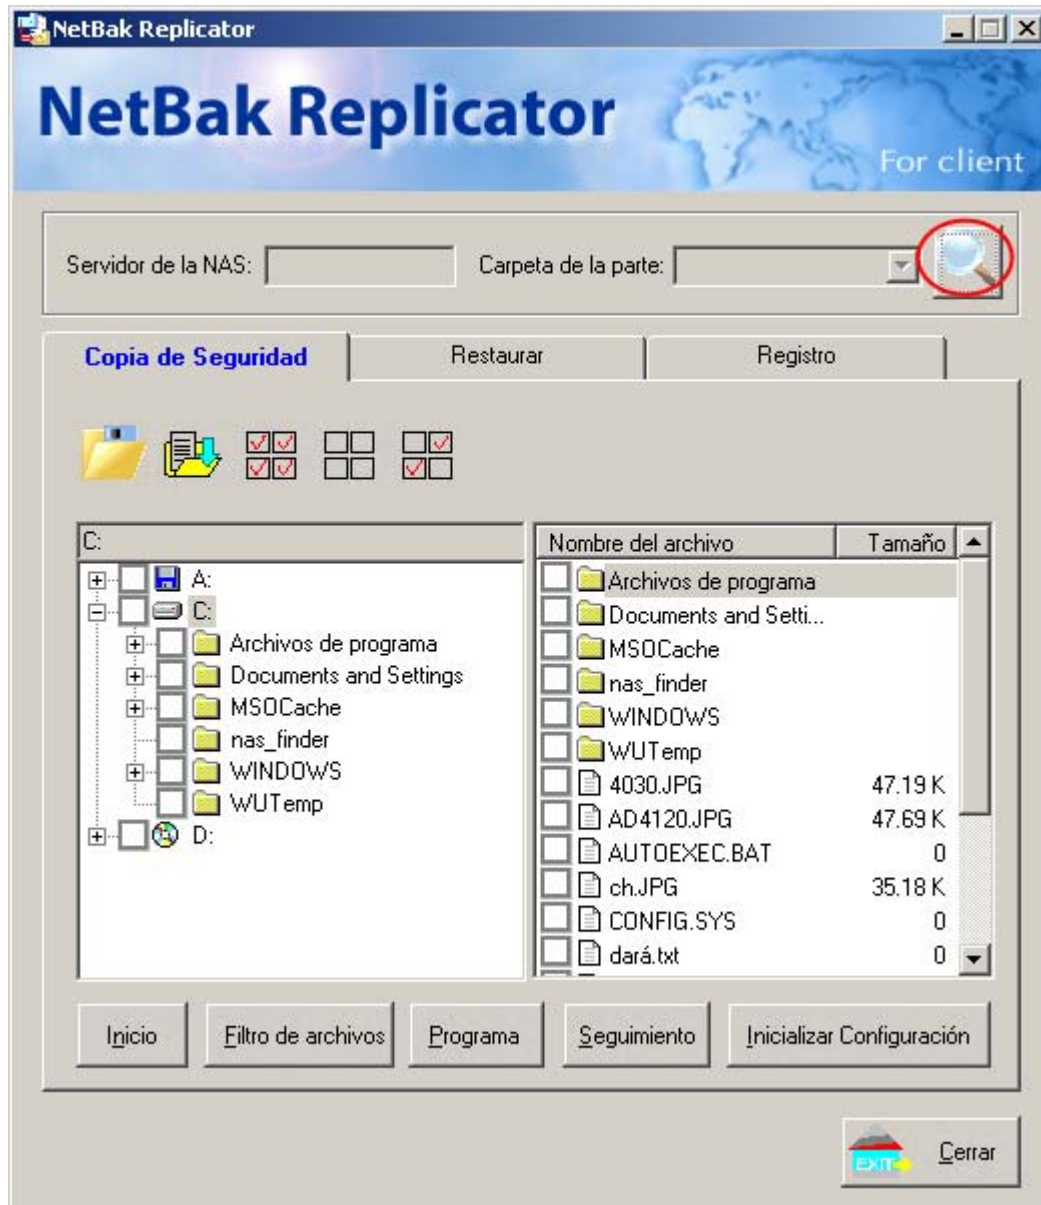 NetBak Replicator
NetBak Replicator
For client
Servidor de la NAS: Carpeta de la parte:
Copia de Seguridad Restaurar Registro
C:
A:
C:
Archivos de programa
Documents and Settings
MSOCache
nas_finder
WINDOWS
WUTemp
D:
Nombre del archivo Tamaño
Archivos de programa
Documents and Setti...
MSOCache
nas_finder
WINDOWS
WUTemp
4030.JPG 47.19 K
AD4120.JPG 47.69 K
AUTOEXEC.BAT 0
ch.JPG 35.18 K
CONFIG.SYS 0
dará.txt 0
Inicio Filtro de archivos Programa Seguimiento Inicializar Configuración
EXIT Cerrar